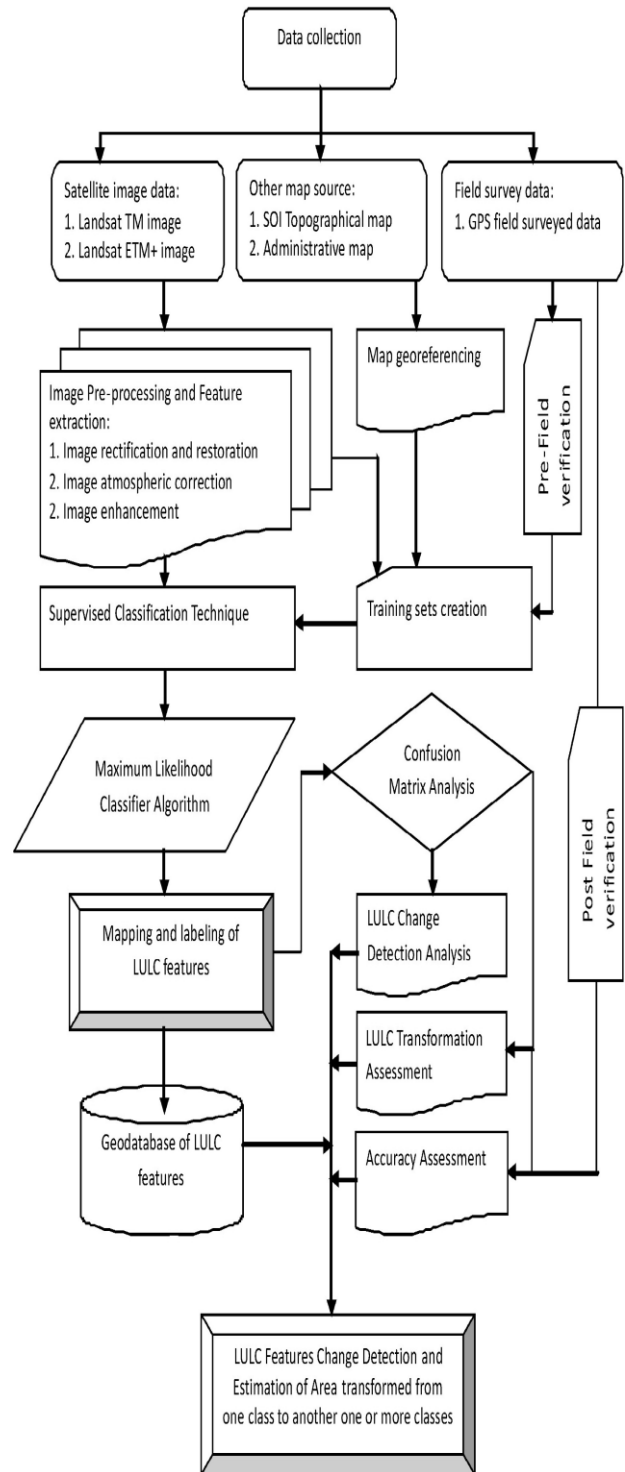 Data collection
Satellite image data:
1. Landsat TM image
2. Landsat ETM+ image
Other map source:
1. SOI Topographical map
2. Administrative map
Field survey data:
1. GPS field surveyed data
Image Pre-processing and Feature
extraction:
1. Image rectification and restoration
2. Image atmospheric correction
2. Image enhancement
Map georeferencing
Pre-Field
verification
Supervised Classification Technique
Training sets creation
Maximum Likelihood
Classifier Algorithm
Confusion
Matrix Analysis
Post Field
verification
Mapping and labeling of
LULC features
LULC Change
Detection Analysis
LULC Transformation
Assessment
Geodatabase of LULC
features
Accuracy Assessment
LULC Features Change Detection and
Estimation of Area transformed from
one class to another one or more classes